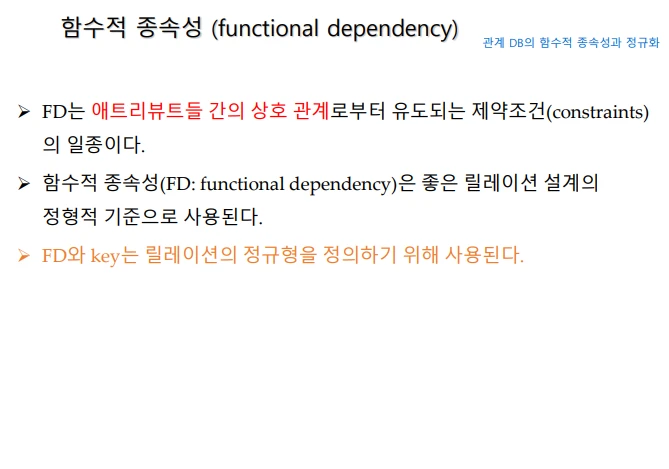 함수적 종속성 (functional dependency)
관계 DB의 함수적 종속성과 정규화
➢ FD는 애트리뷰트들 간의 상호 관계로부터 유도되는 제약조건(constraints)
의 일종이다.
➢ 함수적 종속성(FD: functional dependency)은 좋은 릴레이션 설계의
정형적 기준으로 사용된다.
➢ FD와 key는 릴레이션의 정규형을 정의하기 위해 사용된다.